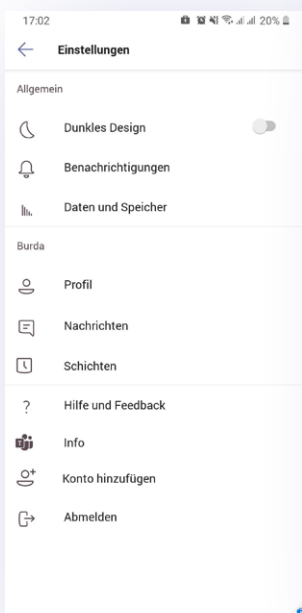 17:02 20%
Einstellungen
Allgemein
Dunkles Design
Benachrichtigungen
Daten und Speicher
Burda
Profil
Nachrichten
Schichten
? Hilfe und Feedback
Info
Konto hinzufügen
Abmelden